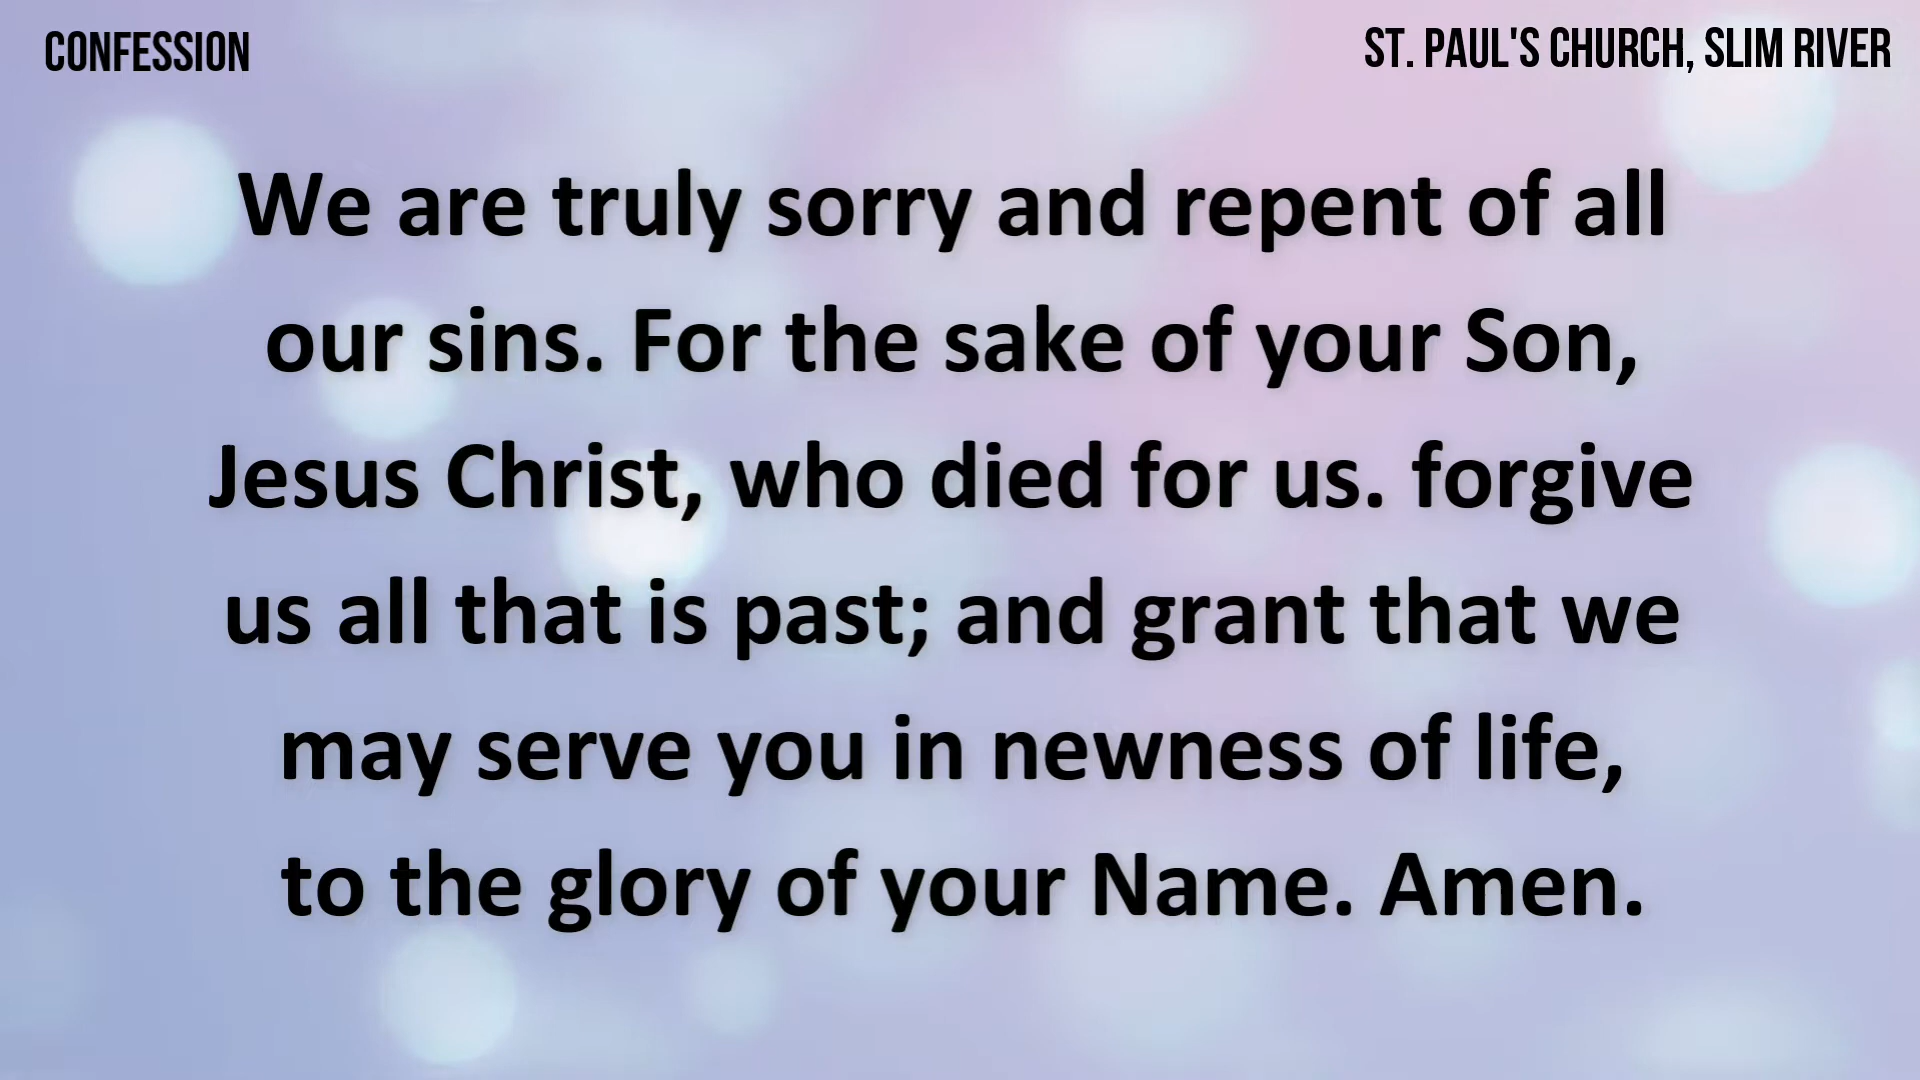 CONFESSION
ST. PAUL'S CHURCH, SLIM RIVER
We are truly sorry and repent of all
our sins. For the sake of your Son,
Jesus Christ, who died for us. forgive
us all that is past; and grant that we
may serve you in newness of life,
to the glory of your Name. Amen.